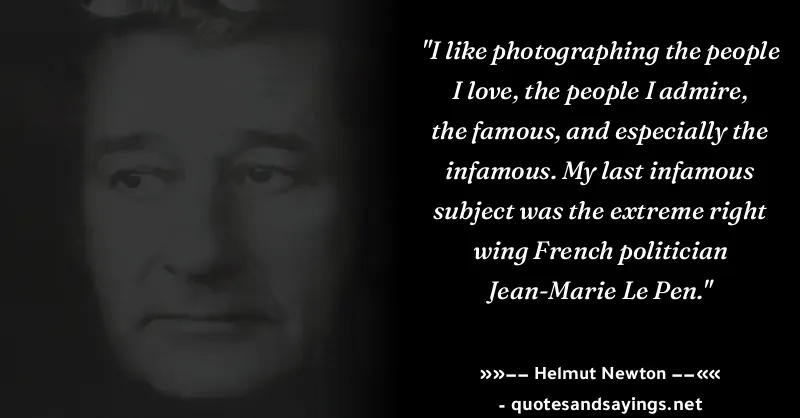 "I like photographing the people
I love, the people I admire,
the famous, and especially the
infamous. My last infamous
subject was the extreme right
wing French politician
Jean-Marie Le Pen."
»»−− Helmut Newton −−««
- quotesandsayings.net